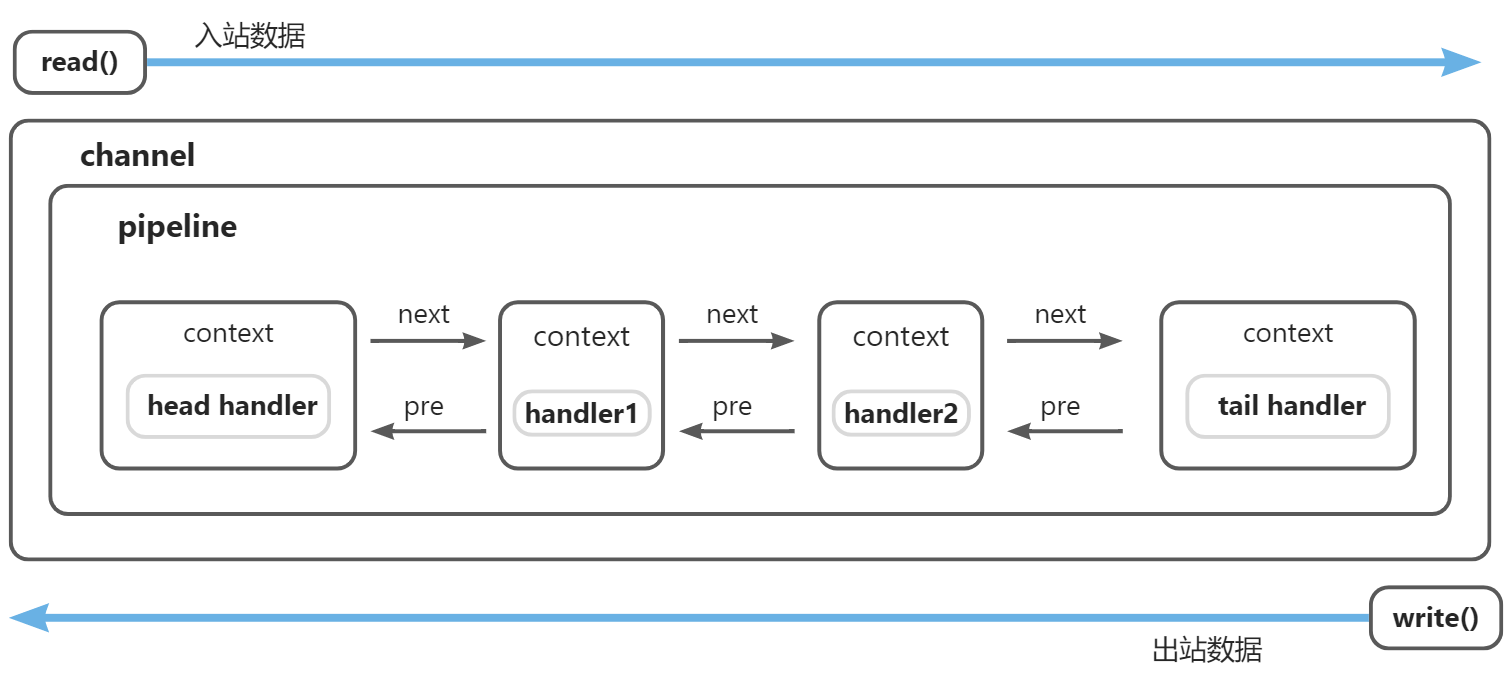 入站数据
read()
channel
pipeline
context
head handler
next
pre
context
handler1
next
pre
context
handler2
next
pre
context
tail handler
write()
出站数据